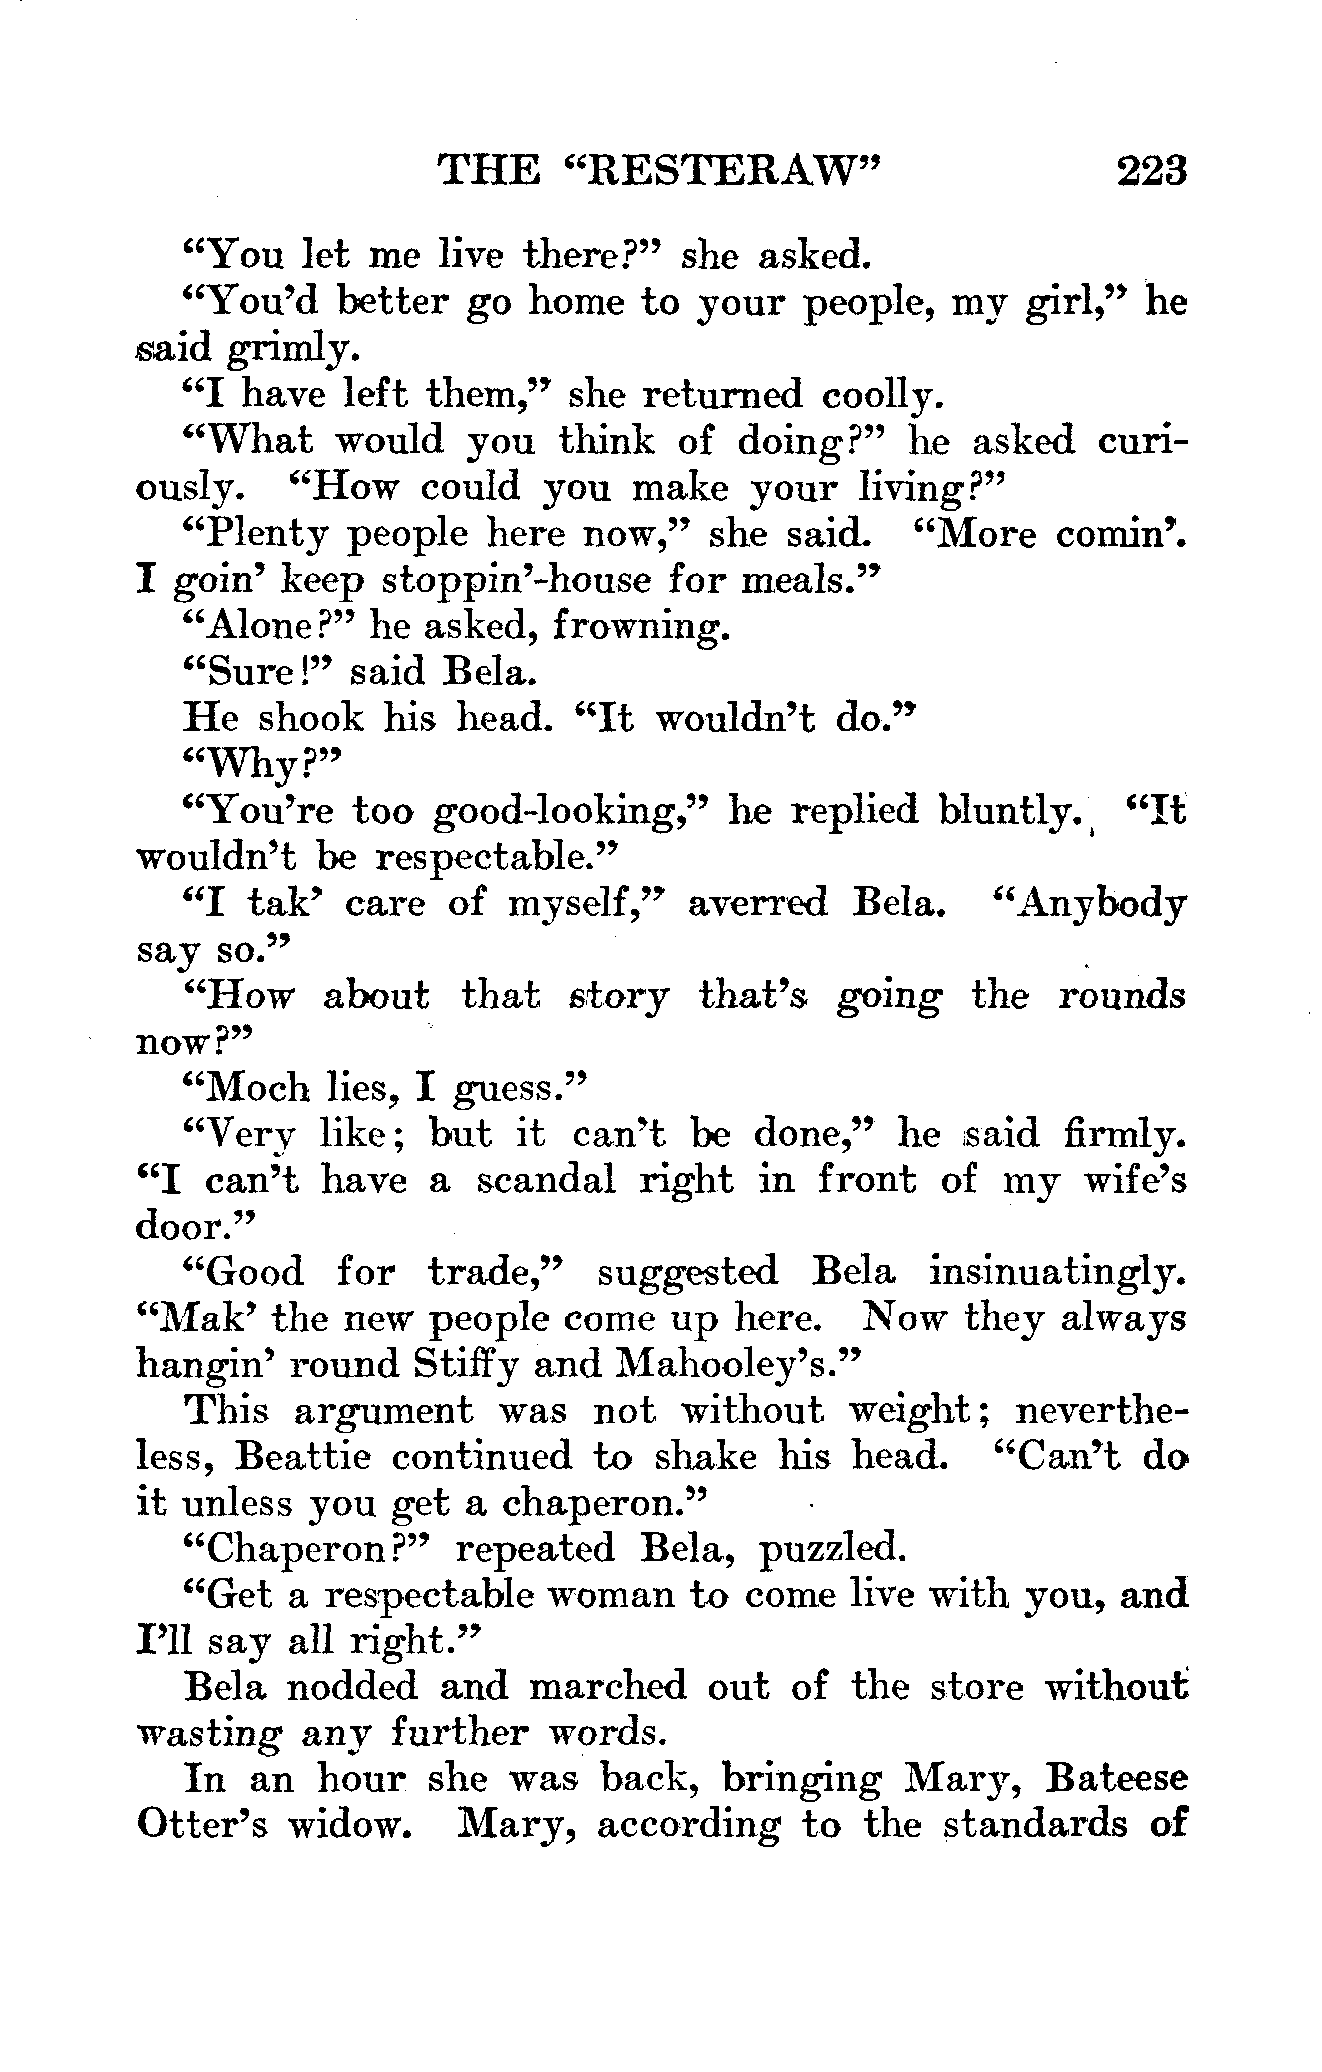 THE “RESTERAW” 223
“You let me live there?” she asked.
“You’d better go home to your people, my girl,” he
said grimly.
“I have left them,” she returned coolly.
“What would you think of doing?” he asked curi-
ously. “How could you make your living?”
“Plenty people here now,” she said. “More comin’.
I goin’ keep stoppin’-house for meals.”
“Alone?” he asked, frowning.
“Sure!” said Bela.
He shook his head. “It wouldn’t do.”
“Why?”
“You’re too good-looking,” he replied bluntly. “It
wouldn’t be respectable.”
“I tak’ care of myself,” averred Bela. “Anybody
say so.”
“How about that story that’s going the rounds
now?”
“Moch lies, I guess.”
“Very like; but it can’t be done,” he said firmly.
“I can’t have a scandal right in front of my wife’s
door.”
“Good for trade,” suggested Bela insinuatingly.
“Mak’ the new people come up here. Now they always
hangin’ round Stiffy and Mahooley’s.”
This argument was not without weight; neverthe-
less, Beattie continued to shake his head. “Can’t do
it unless you get a chaperon.”
“Chaperon?” repeated Bela, puzzled.
“Get a respectable woman to come live with you, and
I’ll say all right.”
Bela nodded and marched out of the store without
wasting any further words.
In an hour she was back, bringing Mary, Bateese
Otter’s widow. Mary, according to the standards of